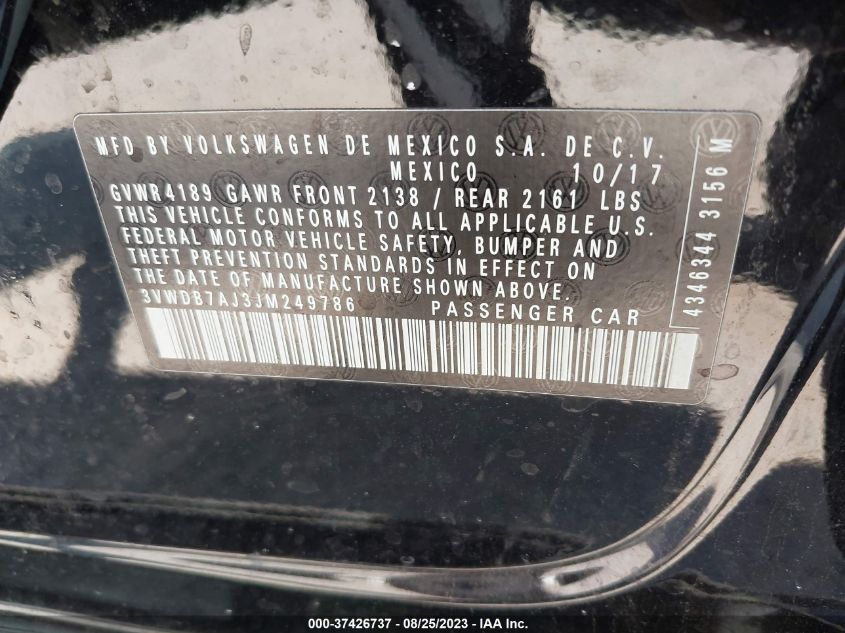 MFD BY VOLKSWAGEN DE MEXICO S.A. DE C.V.
MEXICO 10/17
GVWR4189 GAWR FRONT 2138 / REAR 2161 LBS
THIS VEHICLE CONFORMS TO ALL APPLICABLE U.S.
FEDERAL MOTOR VEHICLE SAFETY, BUMPER AND
THEFT PREVENTION STANDARDS IN EFFECT ON
THE DATE OF MANUFACTURE SHOWN ABOVE.
3VWDB7AJ3JM249786 PASSENGER CAR
4346344 3156 M
000-37426737 - 08/25/2023 - IAA Inc.